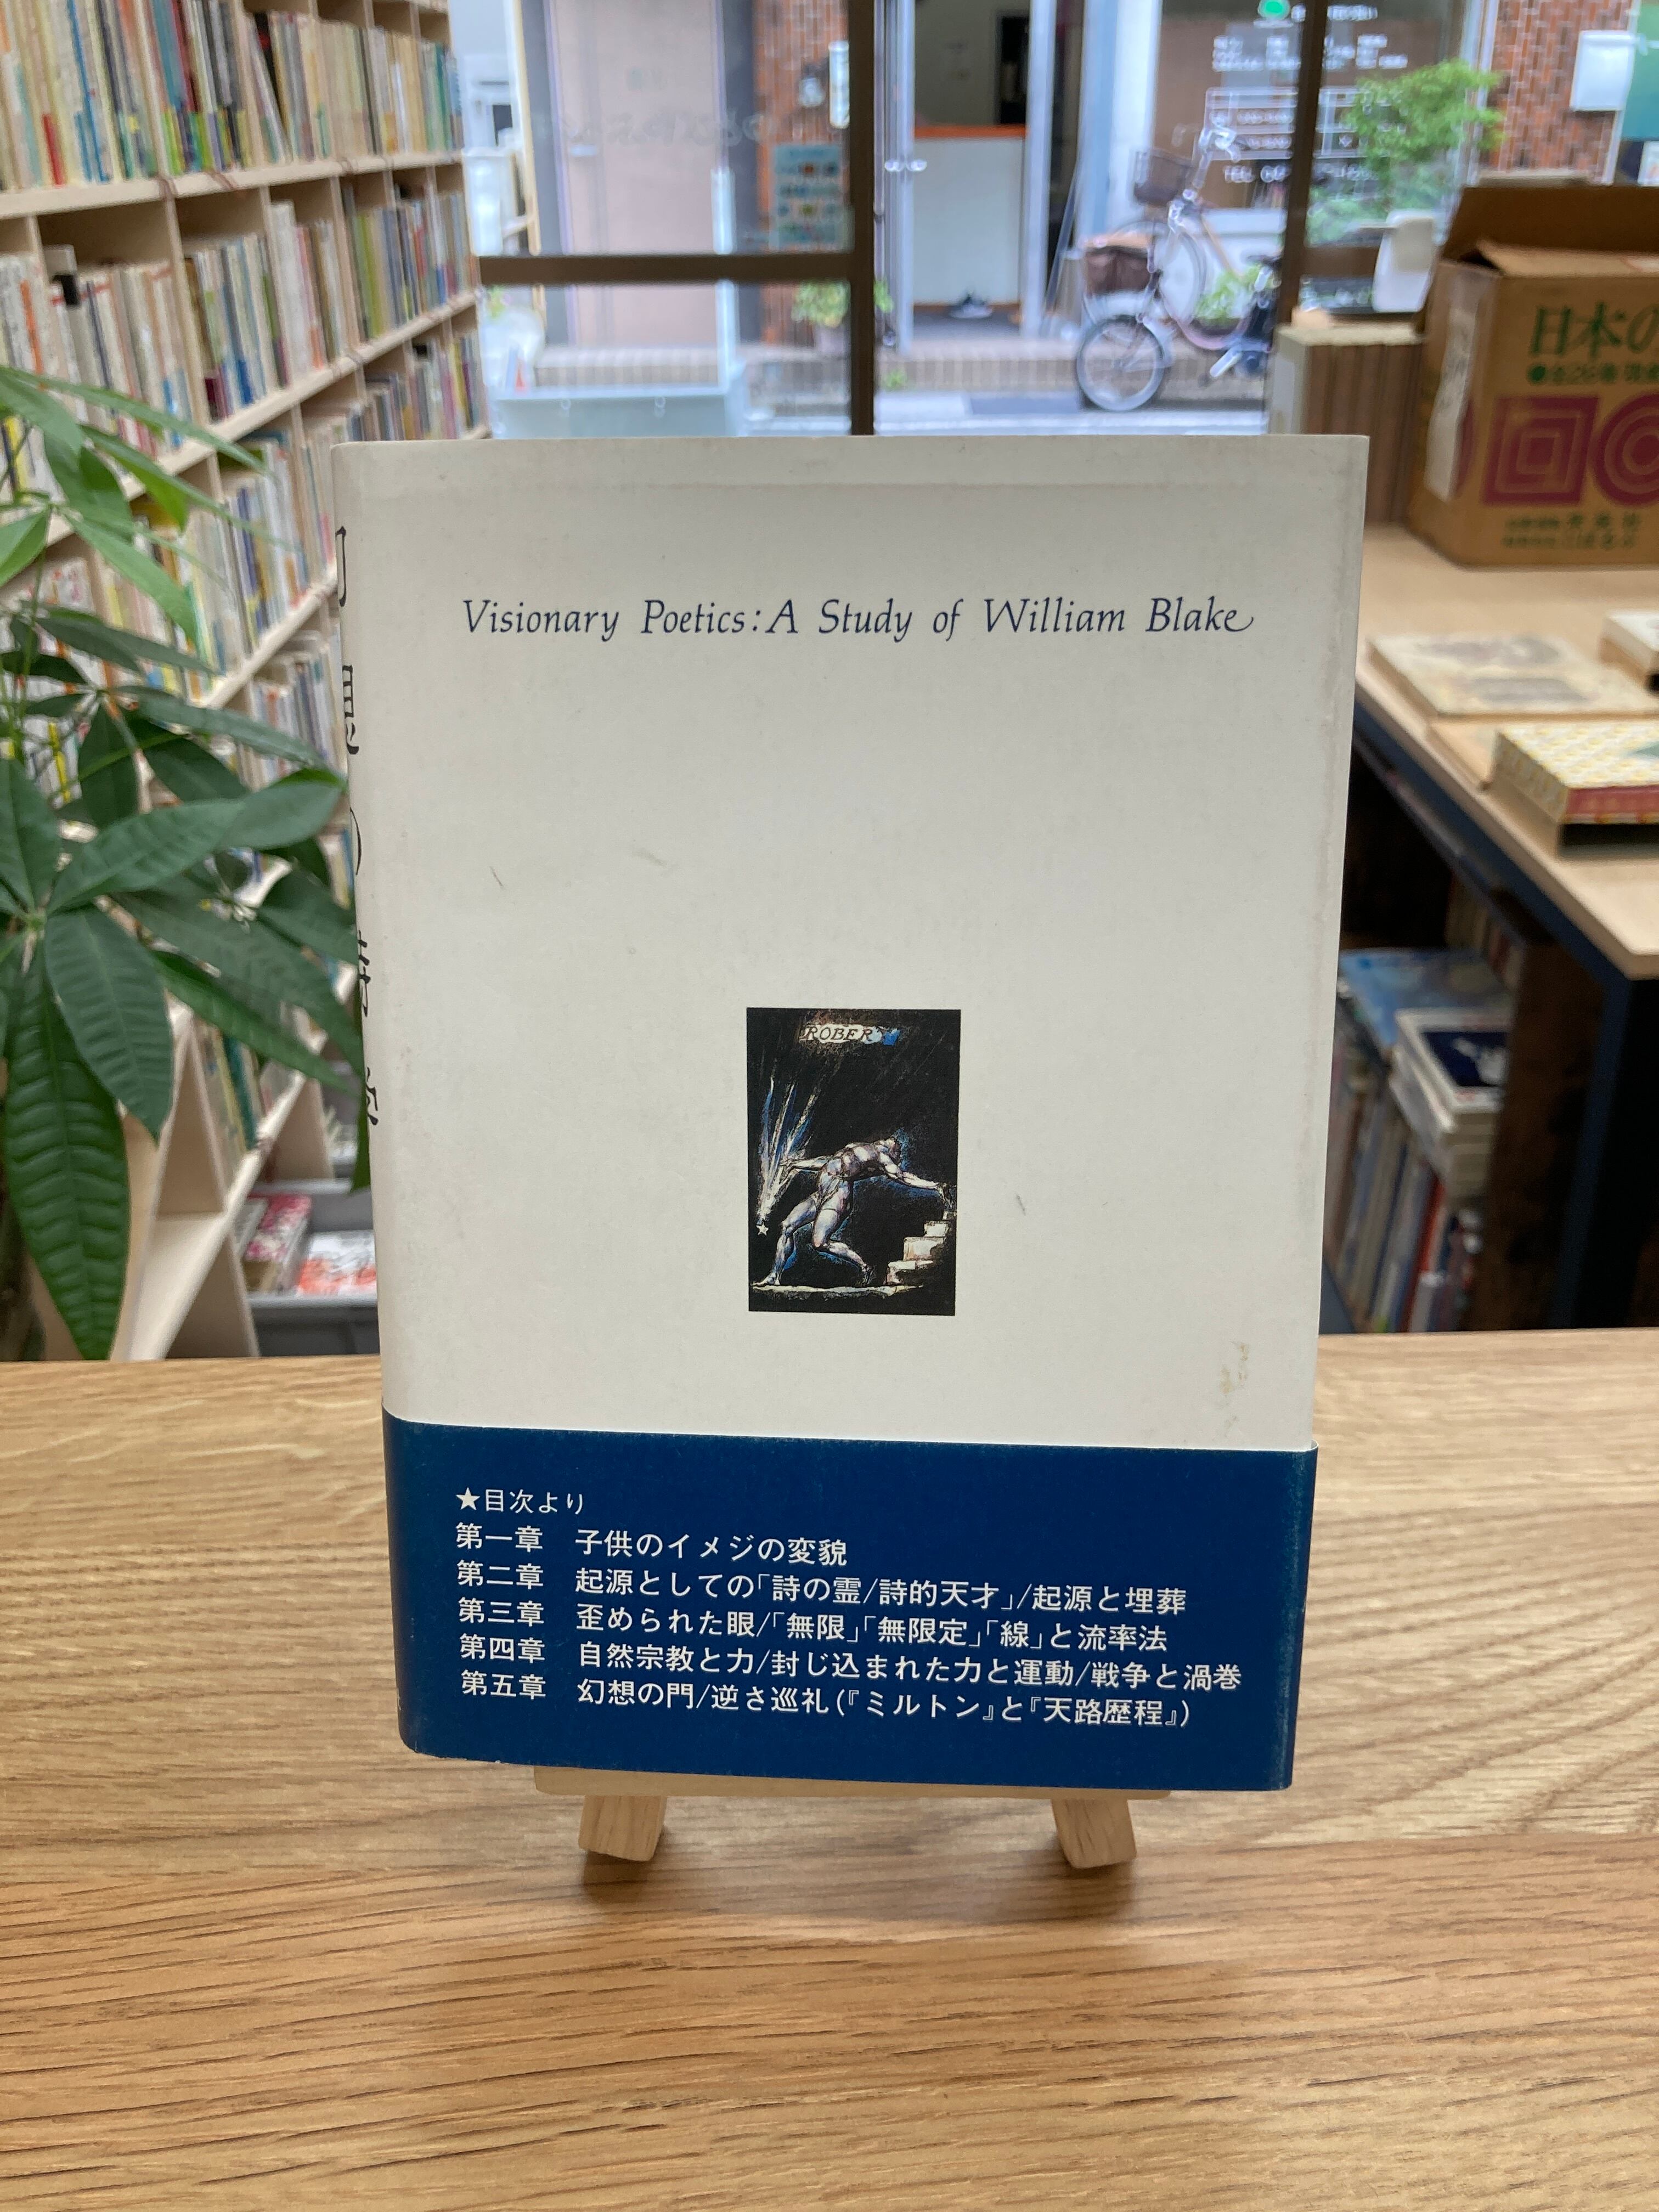 Visionary Poetics: A Study of William Blake
ROBERT
★目次より
第一章 子供のイメジの変貌
第二章 起源としての「詩の霊/詩的天才」/起源と埋葬
第三章 歪められた眼/「無限」「無限定」「線」と流率法
第四章 自然宗教と力/封じ込まれた力と運動/戦争と渦巻
第五章 幻想の門/逆さ巡礼(『ミルトン』と『天路歴程』)
日本の
TEL